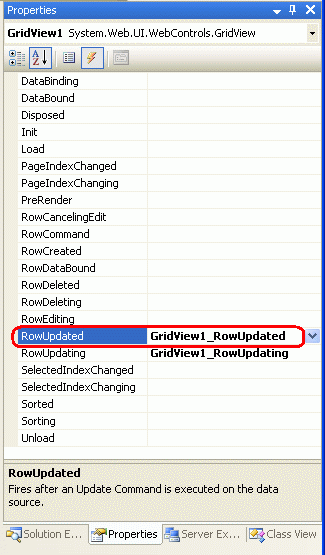 Properties
GridView1 System.Web.UI.WebControls.GridView
DataBinding
DataBound
Disposed
Init
Load
PageIndexChanged
PageIndexChanging
PreRender
RowCancelingEdit
RowCommand
RowCreated
RowDataBound
RowDeleted
RowDeleting
RowEditing
RowUpdated GridView1_RowUpdated
RowUpdating GridView1_RowUpdating
SelectedIndexChanged
SelectedIndexChanging
Sorted
Sorting
Unload
RowUpdated
Fires after an Update Command is executed on the data
source.
Solution E... Properties Server Ex... Class View